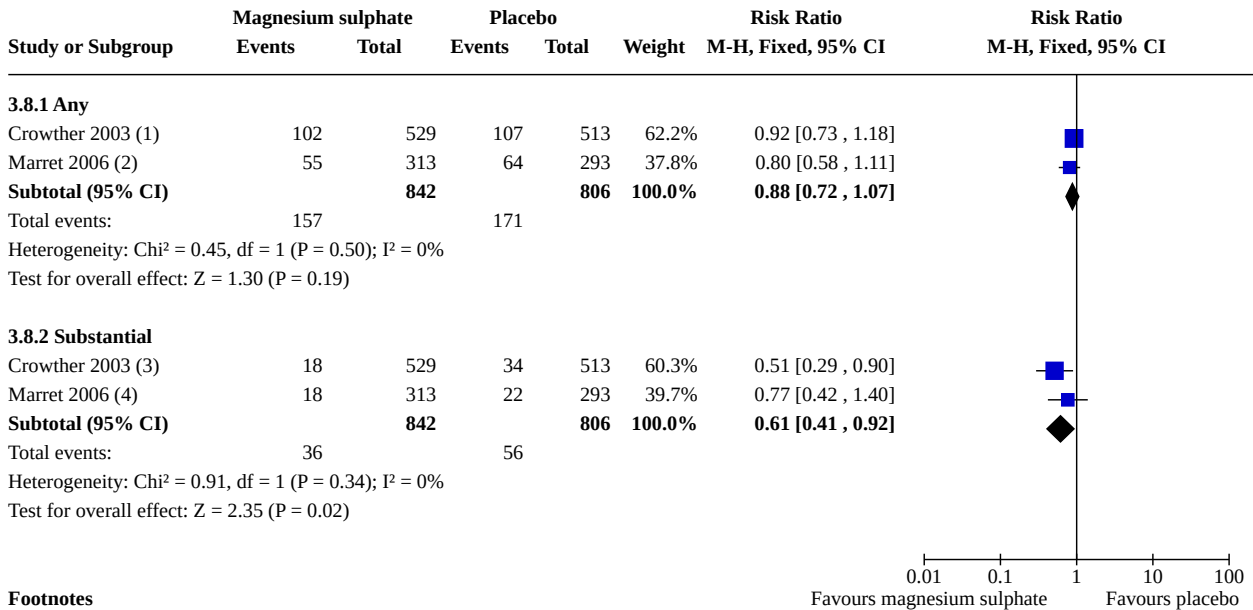 Magnesium sulphate Placebo Risk Ratio Risk Ratio
Study or Subgroup Events Total Events Total Weight M-H, Fixed, 95% CI M-H, Fixed, 95% CI
3.8.1 Any
Crowther 2003 (1) 102 529 107 513 62.2% 0.92 [0.73 , 1.18]
Marret 2006 (2) 55 313 64 293 37.8% 0.80 [0.58 , 1.11]
Subtotal (95% CI) 842 806 100.0% 0.88 [0.72 , 1.07]
Total events: 157 171
Heterogeneity: Chi² = 0.45, df = 1 (P = 0.50); I² = 0%
Test for overall effect: Z = 1.30 (P = 0.19)
3.8.2 Substantial
Crowther 2003 (3) 18 529 34 513 60.3% 0.51 [0.29 , 0.90]
Marret 2006 (4) 18 313 22 293 39.7% 0.77 [0.42 , 1.40]
Subtotal (95% CI) 842 806 100.0% 0.61 [0.41 , 0.92]
Total events: 36 56
Heterogeneity: Chi² = 0.91, df = 1 (P = 0.34); I² = 0%
Test for overall effect: Z = 2.35 (P = 0.02)
0.01 0.1 1 10 100
Footnotes Favours magnesium sulphate Favours placebo